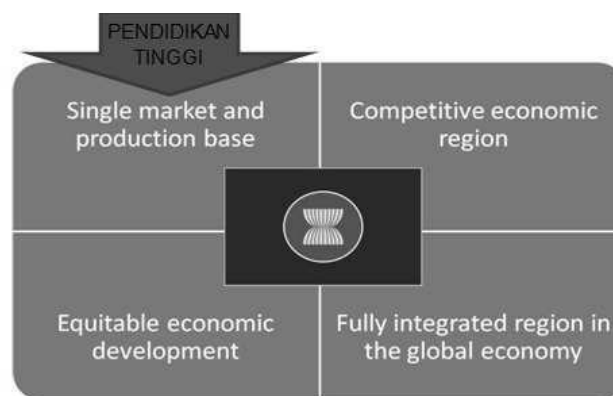 PENDIDIKAN
TINGGI
Single market and
production base
Competitive economic
region
Equitable economic
development
Fully integrated region in
the global economy